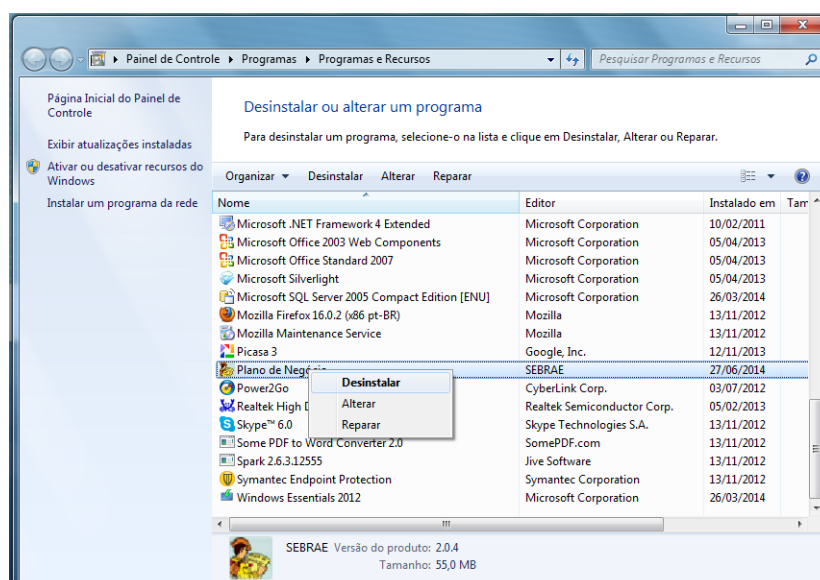 Painel de Controle ▸ Programas ▸ Programas e Recursos
Pesquisar Programas e Recursos
Página Inicial do Painel de
Controle
Exibir atualizações instaladas
Ativar ou desativar recursos do
Windows
Instalar um programa da rede
Desinstalar ou alterar um programa
Para desinstalar um programa, selecione-o na lista e clique em Desinstalar, Alterar ou Reparar.
Organizar Desinstalar Alterar Reparar
Nome Editor Instalado em Tam
Microsoft .NET Framework 4 Extended Microsoft Corporation 10/02/2011
Microsoft Office 2003 Web Components Microsoft Corporation 05/04/2013
Microsoft Office Standard 2007 Microsoft Corporation 05/04/2013
Microsoft Silverlight Microsoft Corporation 05/04/2013
Microsoft SQL Server 2005 Compact Edition [ENU] Microsoft Corporation 26/03/2014
Mozilla Firefox 16.0.2 (x86 pt-BR) Mozilla 13/11/2012
Mozilla Maintenance Service Mozilla 13/11/2012
Picasa 3 Google, Inc. 12/11/2013
Plano de Negócio SEBRAE 27/06/2014
Power2Go CyberLink Corp. 03/07/2012
Realtek High Realtek Semiconductor Corp. 05/02/2013
Skype™ 6.0 Skype Technologies S.A. 13/11/2012
Some PDF to Word Converter 2.0 SomePDF.com 13/11/2012
Spark 2.6.3.12555 Jive Software 13/11/2012
Symantec Endpoint Protection Symantec Corporation 13/11/2012
Windows Essentials 2012 Microsoft Corporation 26/03/2014
Desinstalar
Alterar
Reparar
SEBRAE Versão do produto: 2.0.4
Tamanho: 55,0 MB